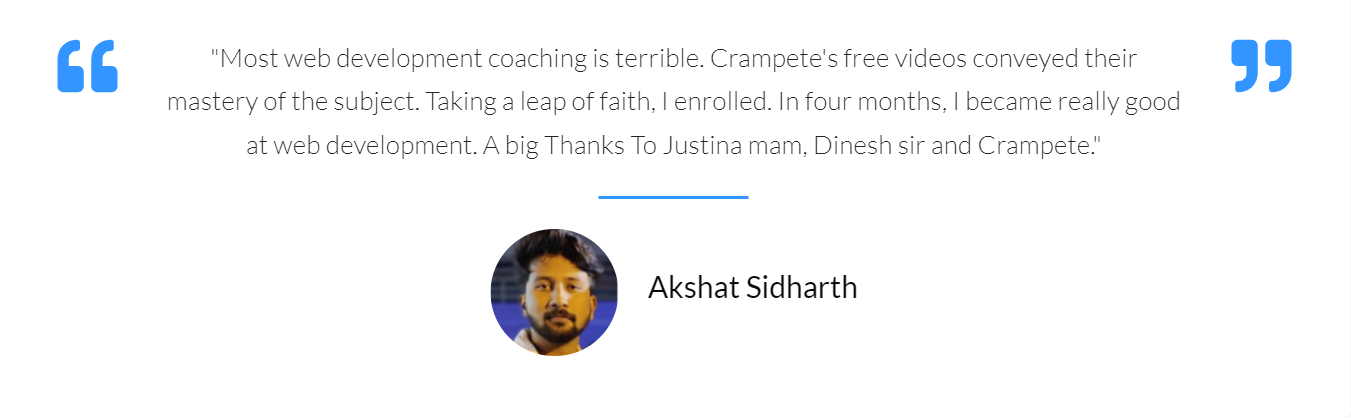 "Most web development coaching is terrible. Crampete's free videos conveyed their
mastery of the subject. Taking a leap of faith, I enrolled. In four months, I became really good
at web development. A big Thanks To Justina mam, Dinesh sir and Crampete."
Akshat Sidharth